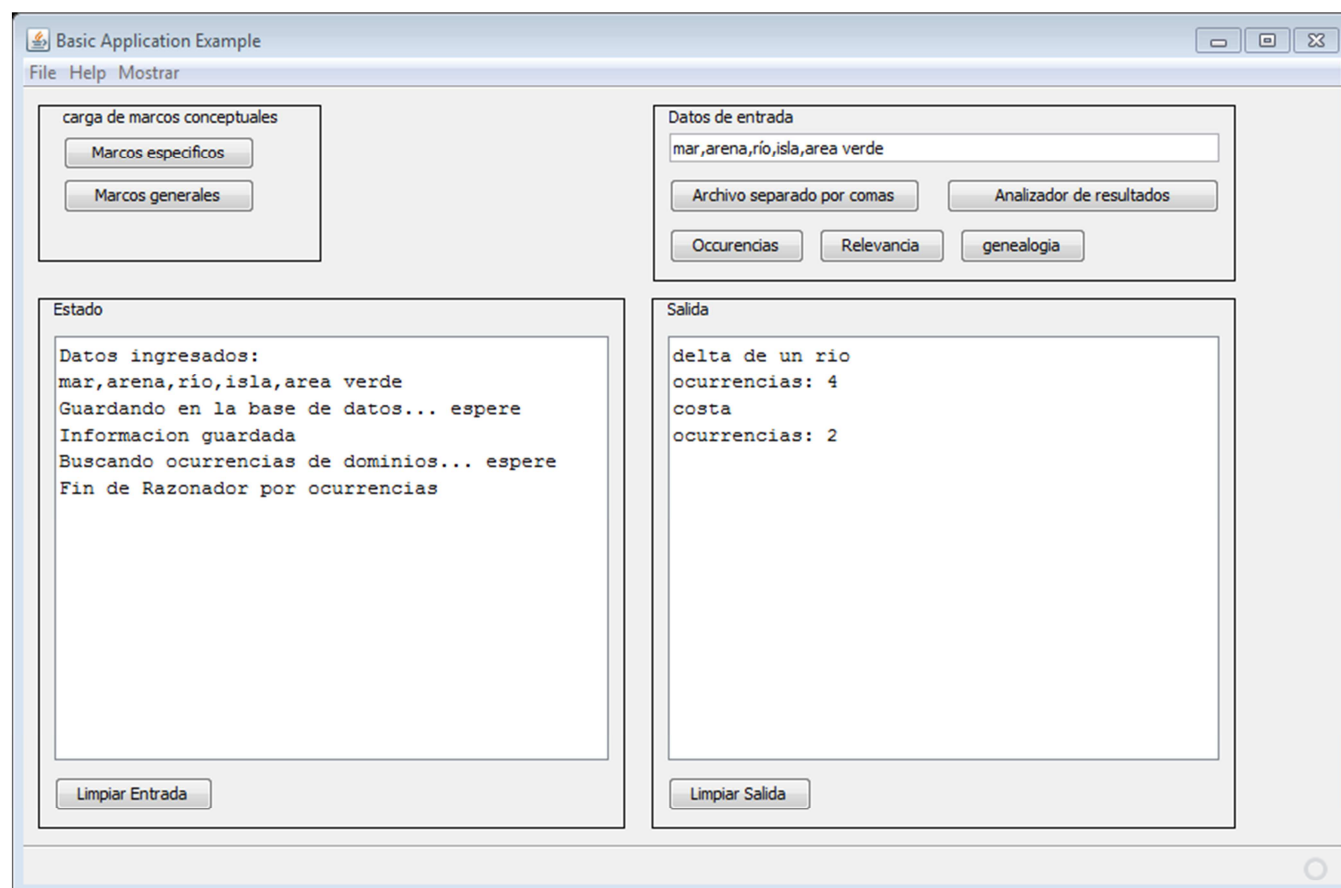 Basic Application Example
File Help Mostrar
carga de marcos conceptuales
Marcos especificos
Marcos generales
Datos de entrada
mar,arena,río,isla,area verde
Archivo separado por comas
Analizador de resultados
Occurencias
Relevancia
genealogia
Estado
Datos ingresados:
mar,arena,río,isla,area verde
Guardando en la base de datos... espere
Informacion guardada
Buscando ocurrencias de dominios... espere
Fin de Razonador por ocurrencias
Limpiar Entrada
Salida
delta de un rio
ocurrencias: 4
costa
ocurrencias: 2
Limpiar Salida